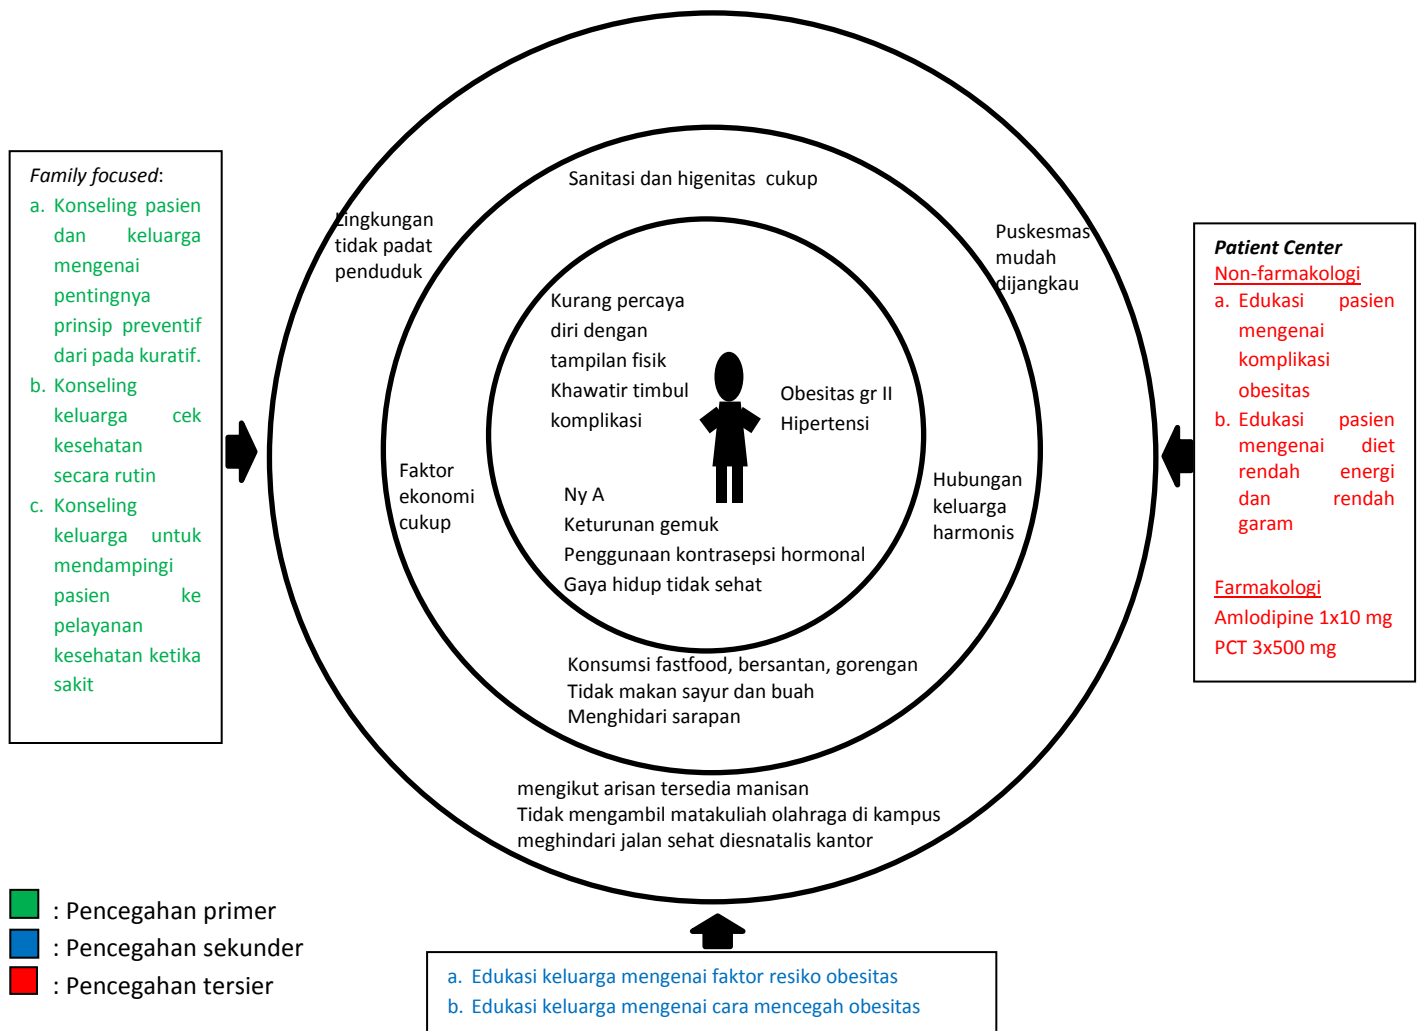 Family focused:
a. Konseling pasien
dan keluarga
mengenai
pentingnya
prinsip preventif
dari pada kuratif.
b. Konseling
keluarga cek
kesehatan
secara rutin
c. Konseling
keluarga untuk
mendampingi
pasien ke
pelayanan
kesehatan ketika
sakit
Sanitasi dan higenitas cukup
Lingkungan
tidak padat
penduduk
Puskesmas
mudah
dijangkau
Kurang percaya
diri dengan
tampilan fisik
Khawatir timbul
komplikasi
Obesitas gr II
Hipertensi
Faktor
ekonomi
cukup
Hubungan
keluarga
harmonis
Ny A
Keturunan gemuk
Penggunaan kontrasepsi hormonal
Gaya hidup tidak sehat
Konsumsi fastfood, bersantan, gorengan
Tidak makan sayur dan buah
Menghidari sarapan
mengikut arisan tersedia manisan
Tidak mengambil matakuliah olahraga di kampus
meghindari jalan sehat diesnatalis kantor
Patient Center
Non-farmakologi
a. Edukasi pasien
mengenai
komplikasi
obesitas
b. Edukasi pasien
mengenai diet
rendah energi
dan rendah
garam
Farmakologi
Amlodipine 1x10 mg
PCT 3x500 mg
: Pencegahan primer
: Pencegahan sekunder
: Pencegahan tersier
a. Edukasi keluarga mengenai faktor resiko obesitas
b. Edukasi keluarga mengenai cara mencegah obesitas